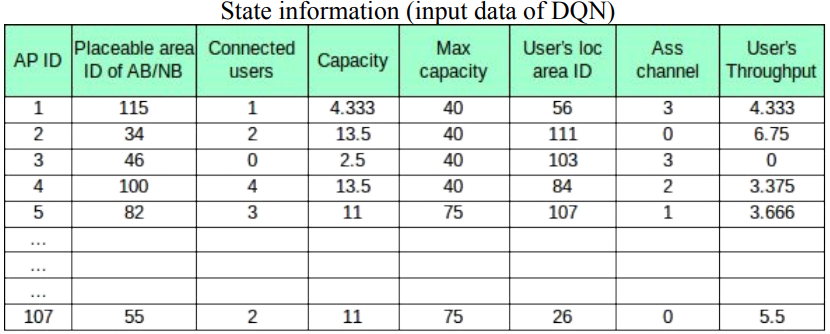 State information (input data of DQN)
AP ID Placeable area ID of AB/NB Connected users Capacity Max capacity User's loc area ID Ass channel User's Throughput
1 115 1 4.333 40 56 3 4.333
2 34 2 13.5 40 111 0 6.75
3 46 0 2.5 40 103 3 0
4 100 4 13.5 40 84 2 3.375
5 82 3 11 75 107 1 3.666
...
...
...
107 55 2 11 75 26 0 5.5